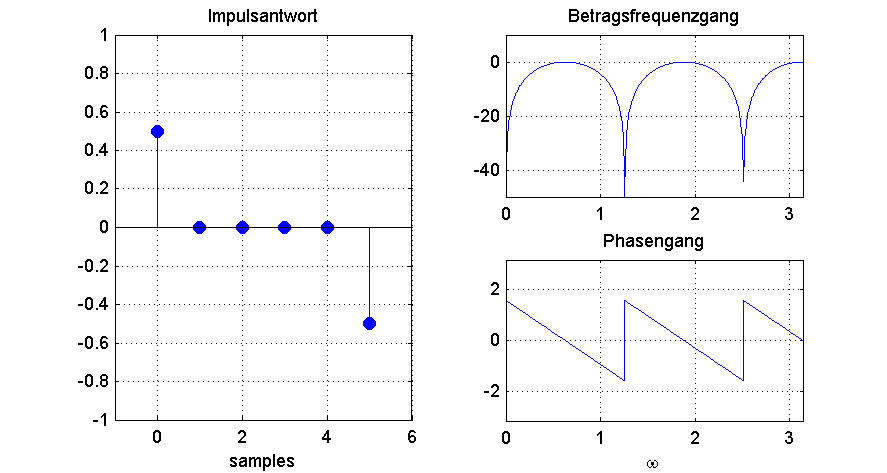 Impulsantwort
1
0.8
0.6
0.4
0.2
0
-0.2
-0.4
-0.6
-0.8
-1
0 2 4 6
samples
Betragsfrequenzgang
0
-20
-40
0 1 2 3
Phasengang
2
0
-2
0 1 2 3
ω